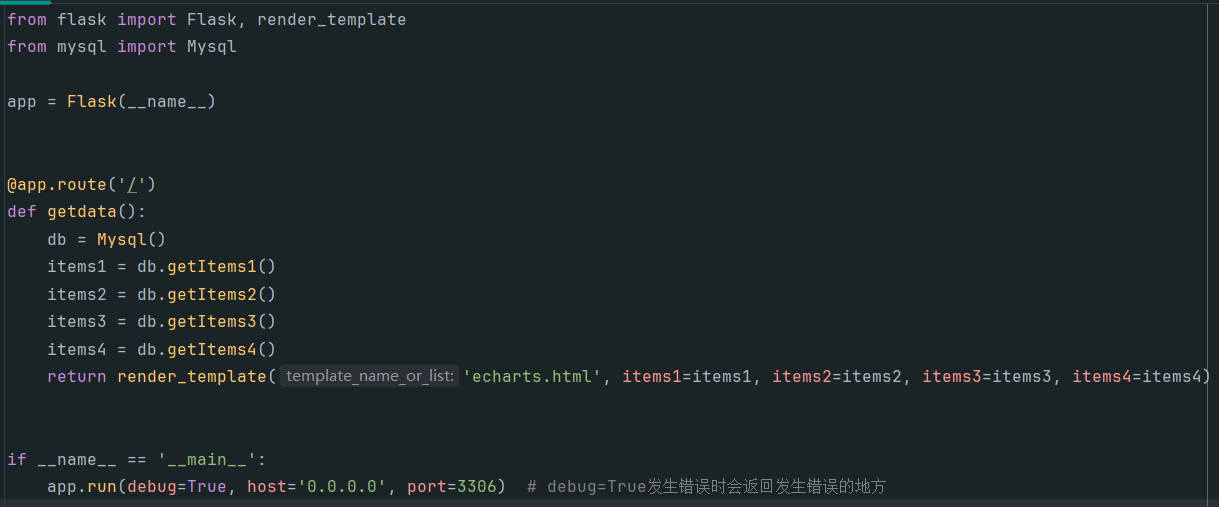 from flask import Flask, render_template
from mysql import Mysql
app = Flask(__name__)
@app.route('/')
def getdata():
    db = Mysql()
    items1 = db.getItems1()
    items2 = db.getItems2()
    items3 = db.getItems3()
    items4 = db.getItems4()
    return render_template( template_name_or_list: 'echarts.html', items1=items1, items2=items2, items3=items3, items4=items4)
if __name__ == '__main__':
    app.run(debug=True, host='0.0.0.0', port=3306)  # debug=True发生错误时会返回发生错误的地方